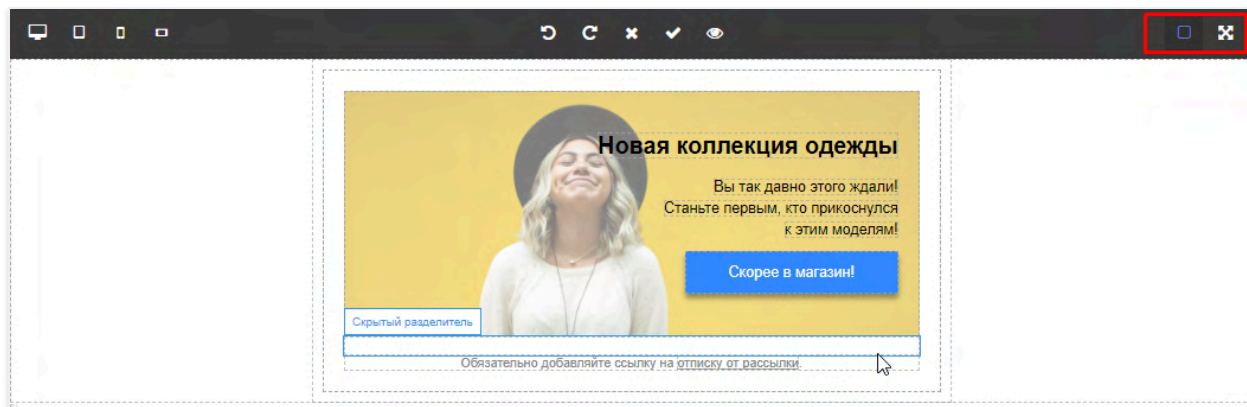 Новая коллекция одежды
Вы так давно этого ждали!
Станьте первым, кто прикоснулся
к этим моделям!
Скорее в магазин!
Скрытый разделитель
Обязательно добавляйте ссылку на отписку от рассылки.